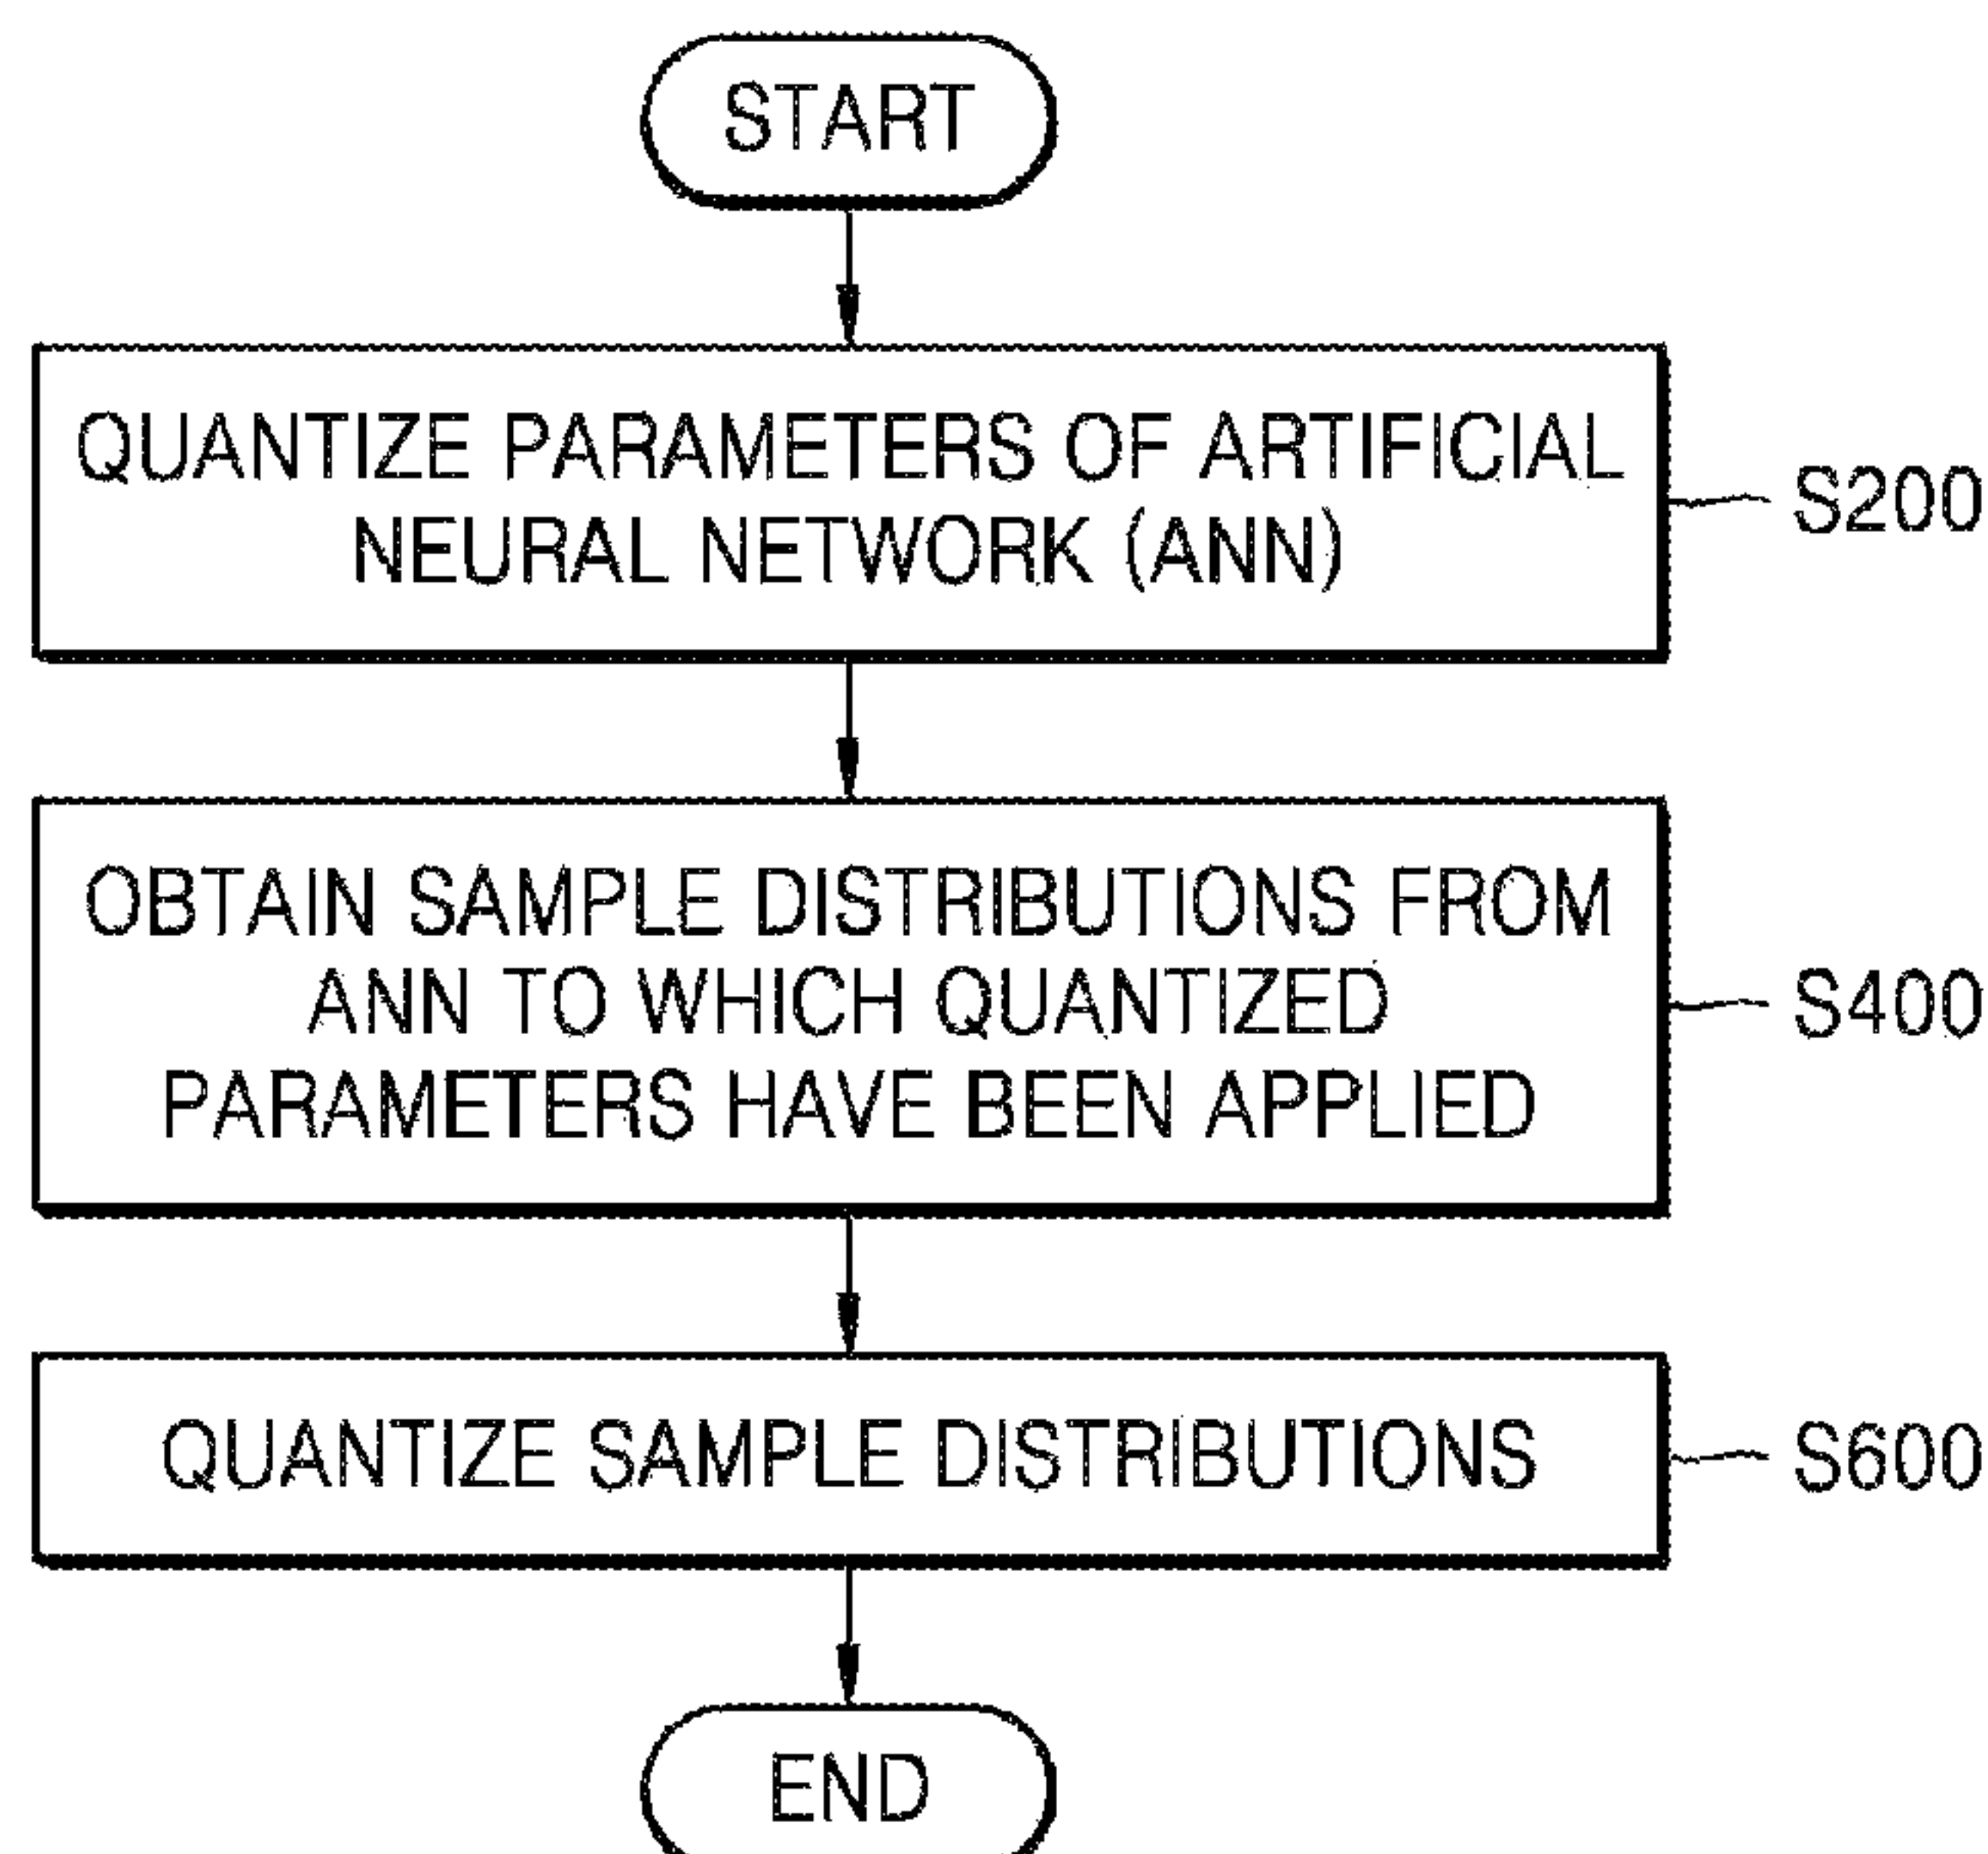 START
QUANTIZE PARAMETERS OF ARTIFICIAL
NEURAL NETWORK (ANN)
S200
OBTAIN SAMPLE DISTRIBUTIONS FROM
ANN TO WHICH QUANTIZED
PARAMETERS HAVE BEEN APPLIED
S400
QUANTIZE SAMPLE DISTRIBUTIONS
S600
END